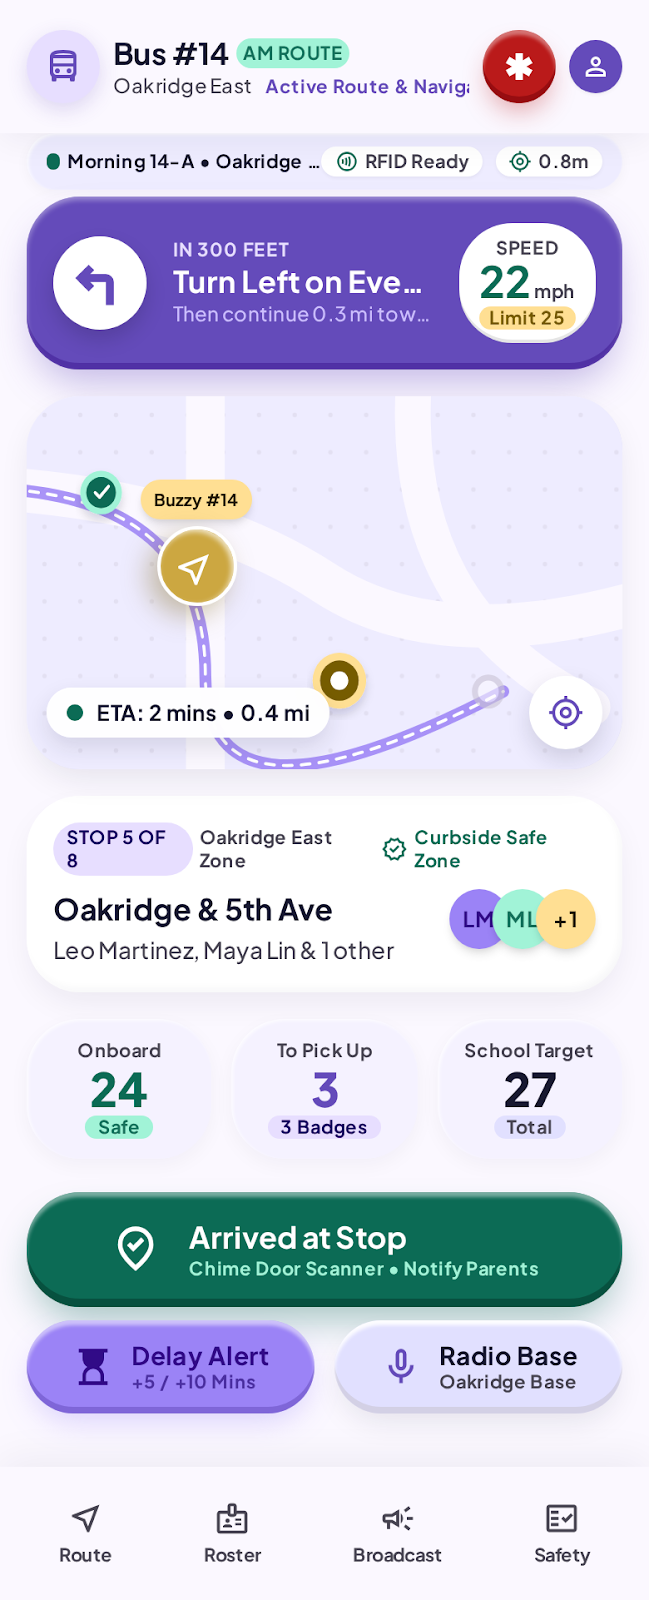 Bus #14 AM ROUTE
Oakridge East Active Route & Naviga
Morning 14-A • Oakridge ... RFID Ready 0.8m
IN 300 FEET
Turn Left on Eve...
Then continue 0.3 mi tow...
SPEED
22 mph
Limit 25
Buzzy #14
ETA: 2 mins • 0.4 mi
STOP 5 OF 8
Oakridge East Zone
Curbside Safe Zone
Oakridge & 5th Ave
Leo Martinez, Maya Lin & 1 other
LM ML +1
Onboard
24
Safe
To Pick Up
3
3 Badges
School Target
27
Total
Arrived at Stop
Chime Door Scanner • Notify Parents
Delay Alert
+5 / +10 Mins
Radio Base
Oakridge Base
Route Roster Broadcast Safety